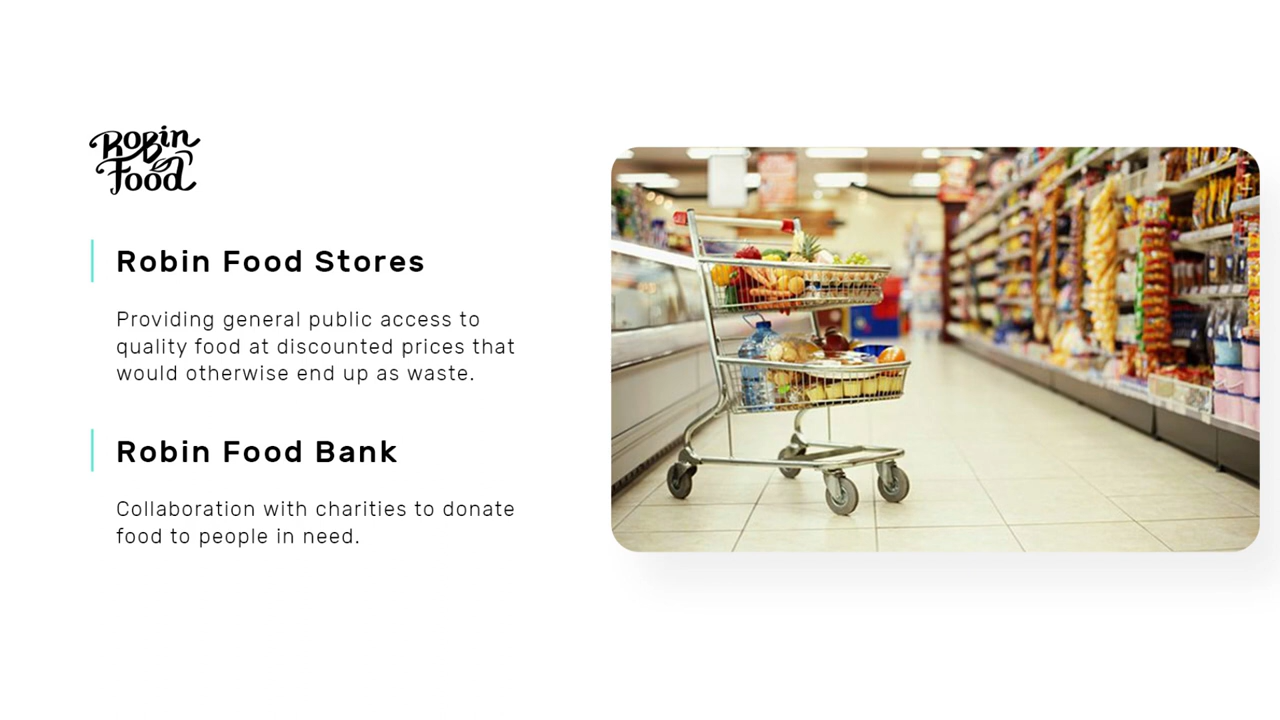 Robin
Food
Robin Food Stores
Providing general public access to
quality food at discounted prices that
would otherwise end up as waste.
Robin Food Bank
Collaboration with charities to donate
food to people in need.